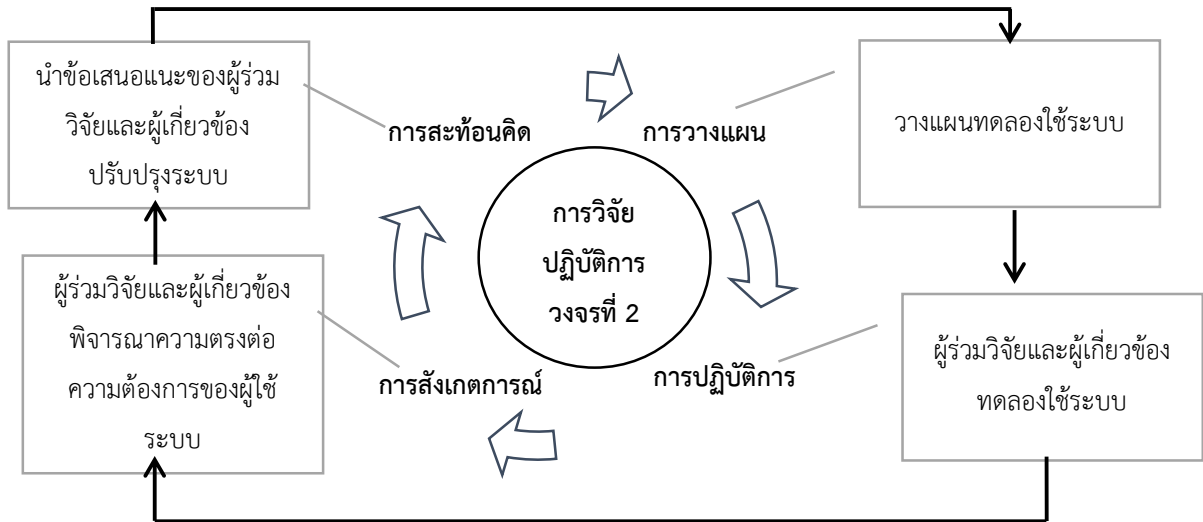 นำข้อเสนอแนะของผู้ร่วม
วิจัยและผู้เกี่ยวข้อง
ปรับปรุงระบบ
การสะท้อนคิด
การวางแผน
วางแผนทดลองใช้ระบบ
การวิจัย
ปฏิบัติการ
วงจรที่ 2
ผู้ร่วมวิจัยและผู้เกี่ยวข้อง
พิจารณาความตรงต่อ
ความต้องการของผู้ใช้
ระบบ
การสังเกตการณ์
การปฏิบัติการ
ผู้ร่วมวิจัยและผู้เกี่ยวข้อง
ทดลองใช้ระบบ